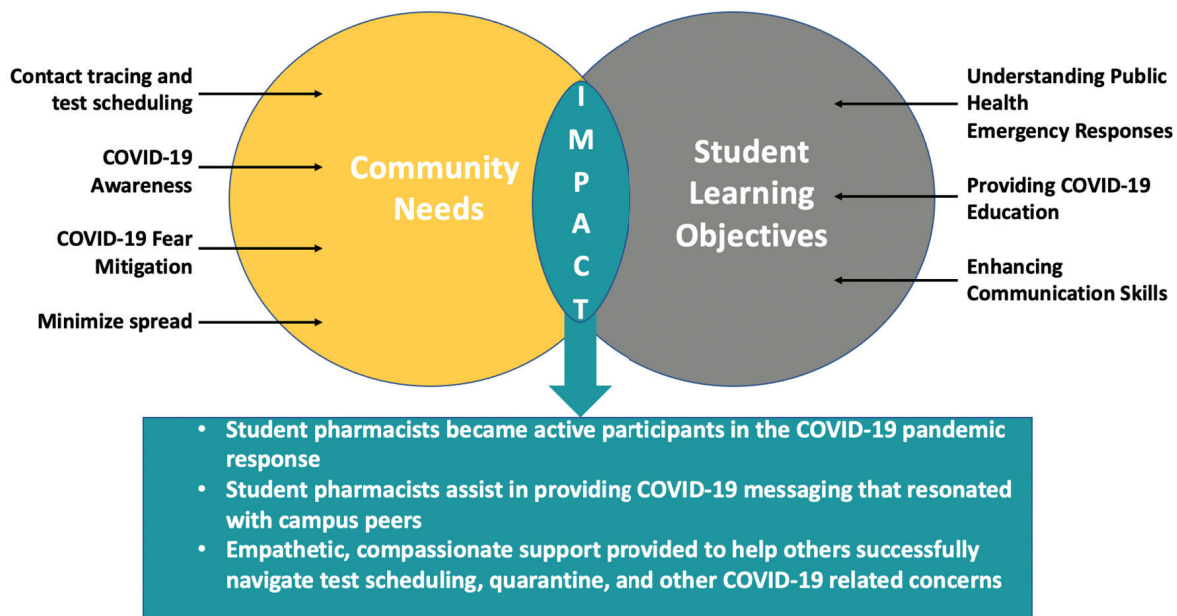 Contact tracing and
test scheduling
COVID-19
Awareness
COVID-19 Fear
Mitigation
Minimize spread
Community
Needs
I
M
P
A
C
T
Student
Learning
Objectives
Understanding Public
Health
Emergency Responses
Providing COVID-19
Education
Enhancing
Communication Skills
• Student pharmacists became active participants in the COVID-19 pandemic
response
• Student pharmacists assist in providing COVID-19 messaging that resonated
with campus peers
• Empathetic, compassionate support provided to help others successfully
navigate test scheduling, quarantine, and other COVID-19 related concerns